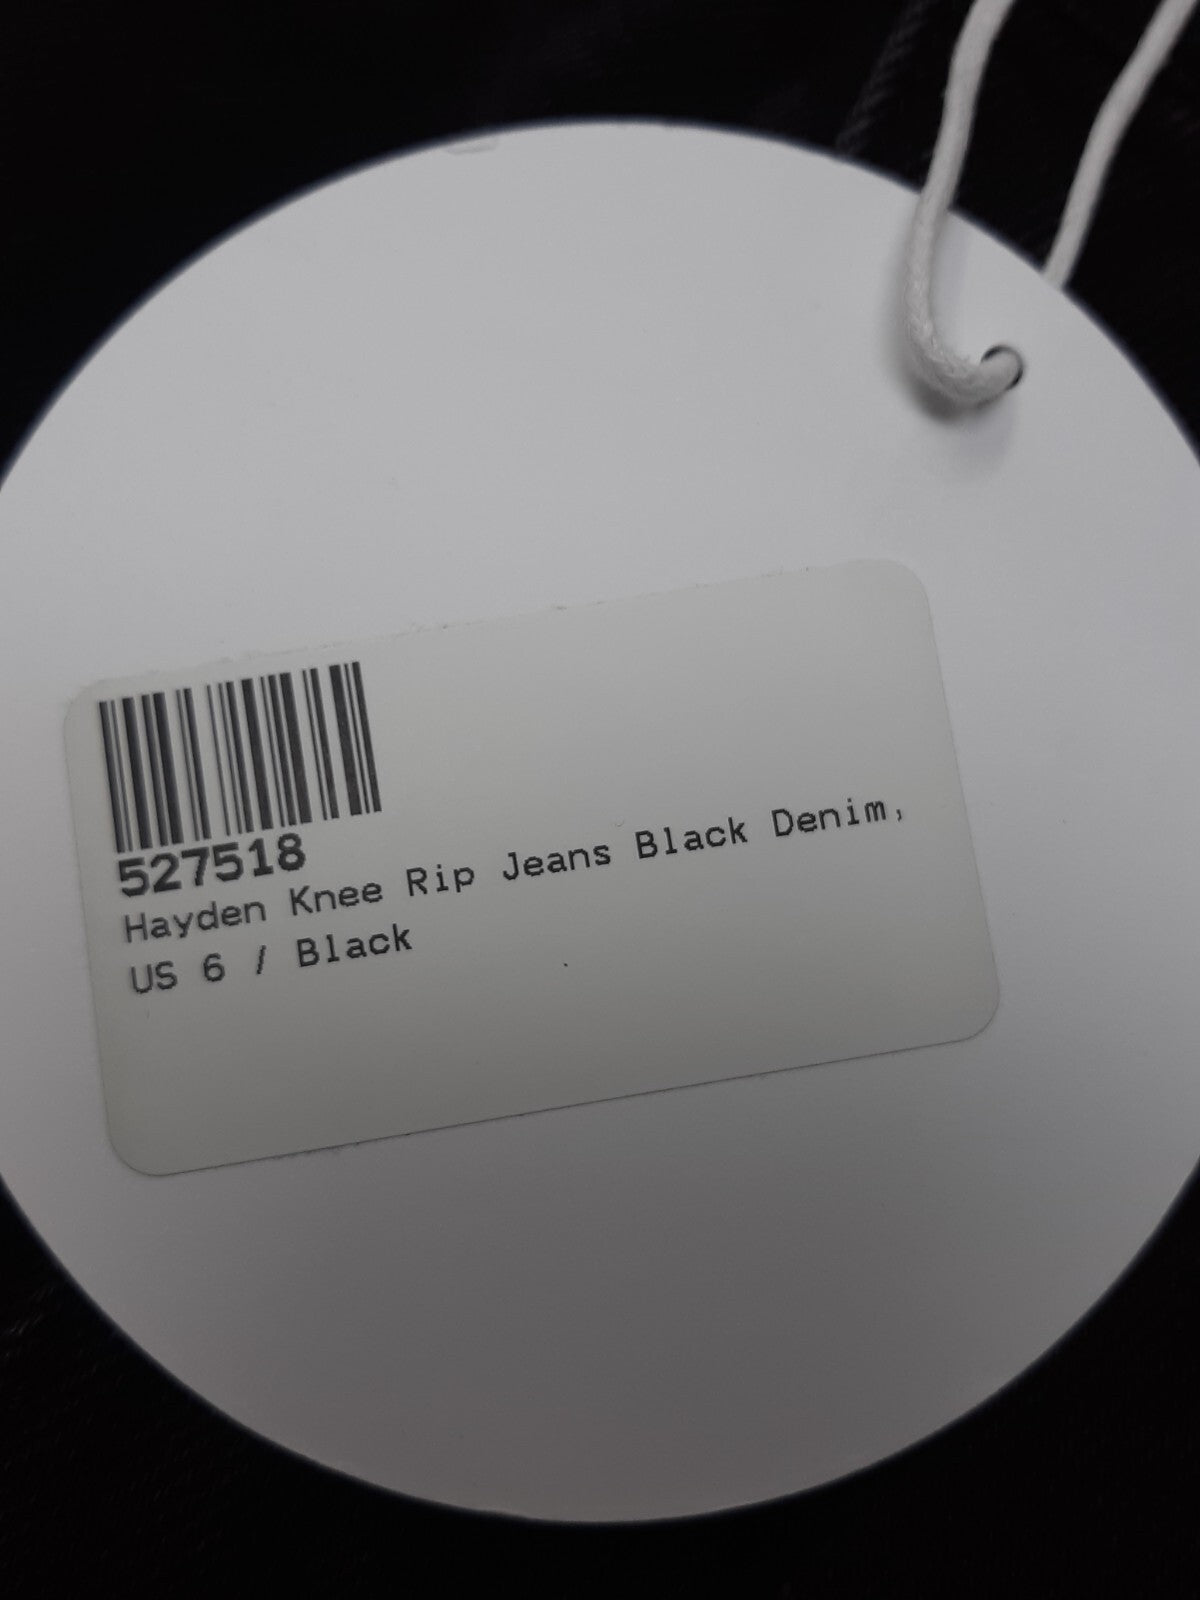 527518
Hayden Knee Rip Jeans Black Denim,
US 6 / Black